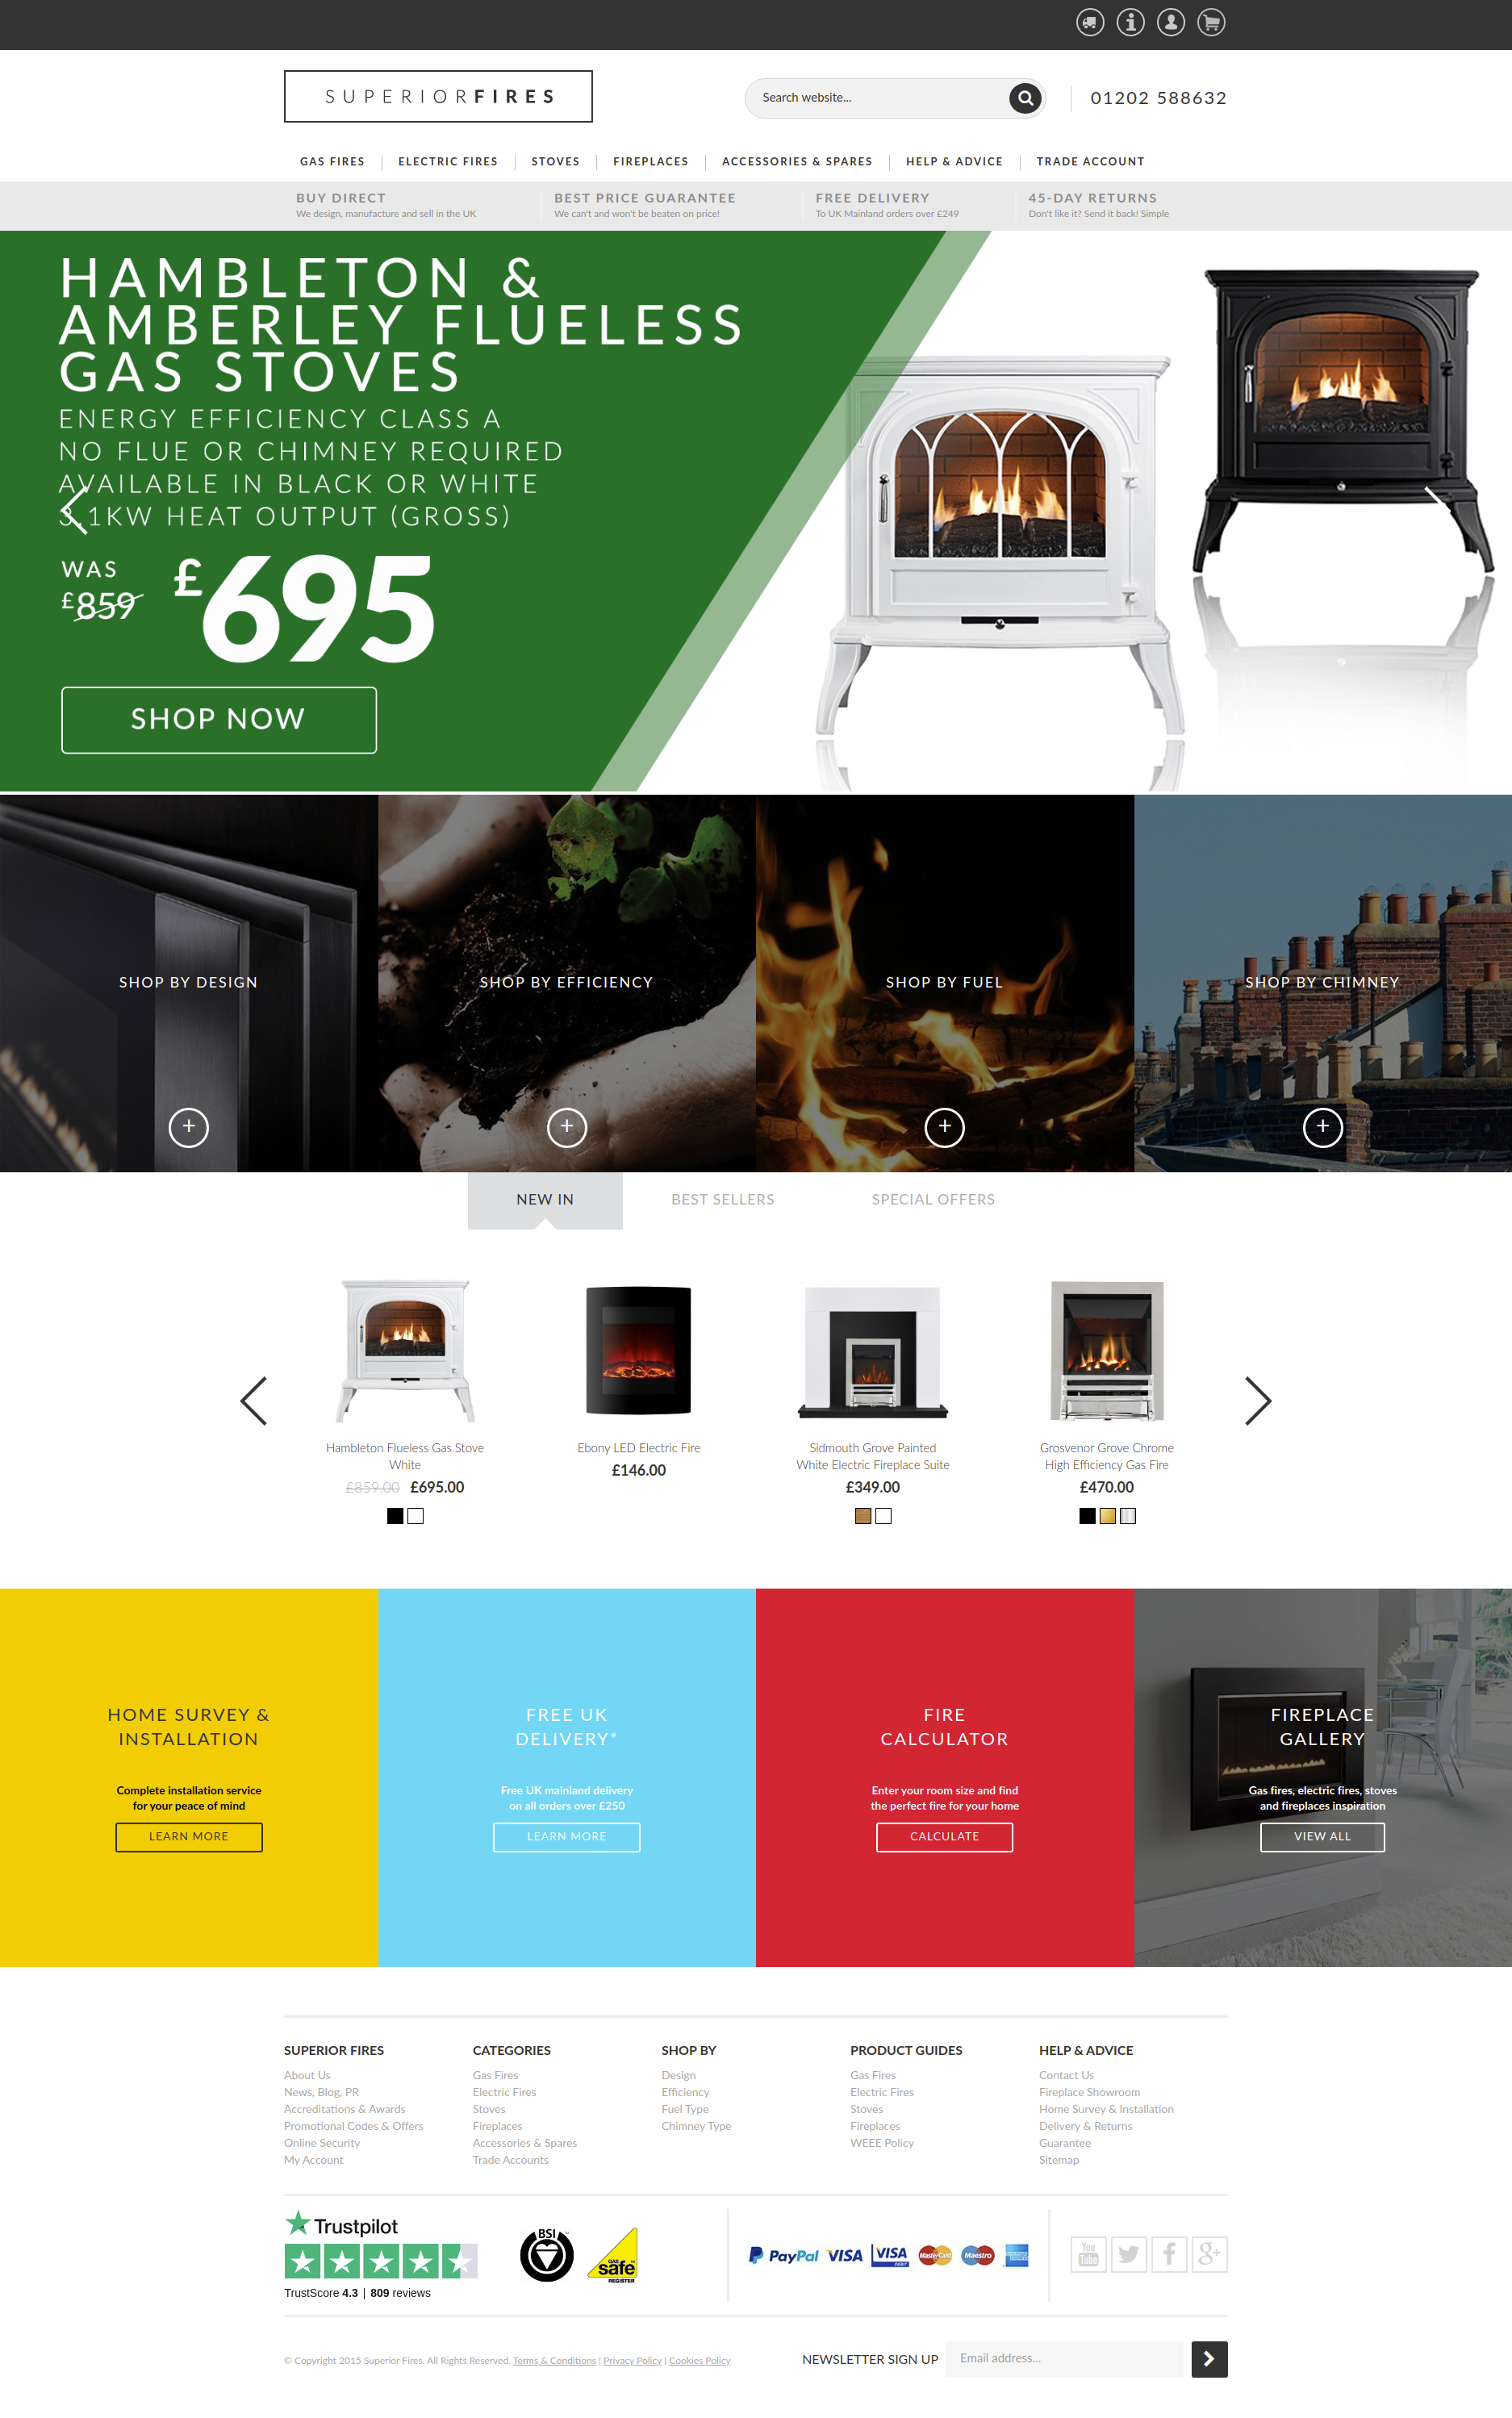 SUPERIORFIRES
Search website...
01202 588632
GAS FIRES
ELECTRIC FIRES
STOVES
FIREPLACES
ACCESSORIES & SPARES
HELP & ADVICE
TRADE ACCOUNT
BUY DIRECT
We design, manufacture and sell in the UK
BEST PRICE GUARANTEE
We can't and won't be beaten on price!
FREE DELIVERY
To UK Mainland orders over £249
45-DAY RETURNS
Don't like it? Send it back! Simple
HAMBLETON &
AMBERLEY FLUELESS
GAS STOVES
ENERGY EFFICIENCY CLASS A
NO FLUE OR CHIMNEY REQUIRED
AVAILABLE IN BLACK OR WHITE
3.1KW HEAT OUTPUT (GROSS)
WAS
£859
£695
SHOP NOW
SHOP BY DESIGN
+
SHOP BY EFFICIENCY
+
SHOP BY FUEL
+
SHOP BY CHIMNEY
+
NEW IN
BEST SELLERS
SPECIAL OFFERS
Hambleton Flueless Gas Stove
White
£859.00 £695.00
Ebony LED Electric Fire
£146.00
Sidmouth Grove Painted
White Electric Fireplace Suite
£349.00
Grosvenor Grove Chrome
High Efficiency Gas Fire
£470.00
HOME SURVEY &
INSTALLATION
Complete installation service
for your peace of mind
LEARN MORE
FREE UK
DELIVERY*
Free UK mainland delivery
on all orders over £250
LEARN MORE
FIRE
CALCULATOR
Enter your room size and find
the perfect fire for your home
CALCULATE
FIREPLACE
GALLERY
Gas fires, electric fires, stoves
and fireplaces inspiration
VIEW ALL
SUPERIOR FIRES
About Us
News, Blog, PR
Accreditations & Awards
Promotional Codes & Offers
Online Security
My Account
CATEGORIES
Gas Fires
Electric Fires
Stoves
Fireplaces
Accessories & Spares
Trade Accounts
SHOP BY
Design
Efficiency
Fuel Type
Chimney Type
PRODUCT GUIDES
Gas Fires
Electric Fires
Stoves
Fireplaces
WEEE Policy
HELP & ADVICE
Contact Us
Fireplace Showroom
Home Survey & Installation
Delivery & Returns
Guarantee
Sitemap
Trustpilot
TrustScore 4.3 | 809 reviews
BSI
GAS
safe
REGISTER
PayPal
VISA
VISA
DEBIT
MasterCard
Maestro
You
Tube
f
g+
© Copyright 2015 Superior Fires. All Rights Reserved. Terms & Conditions | Privacy Policy | Cookies Policy
NEWSLETTER SIGN UP
Email address...